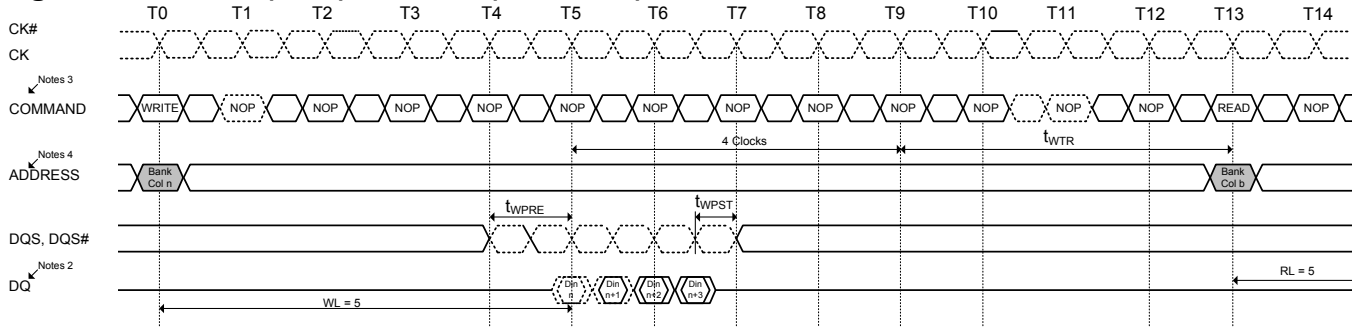 T0 T1 T2 T3 T4 T5 T6 T7 T8 T9 T10 T11 T12 T13 T14
CK#
CK
Notes 3
COMMAND WRITE NOP NOP NOP NOP NOP NOP NOP NOP NOP NOP NOP NOP READ NOP
4 Clocks tWTR
Notes 4
ADDRESS Bank Col n Bank Col b
tWPRE tWPST
DQS, DQS#
Notes 2
DQ Din n Din n+1 Din n+2 Din n+3
WL = 5 RL = 5